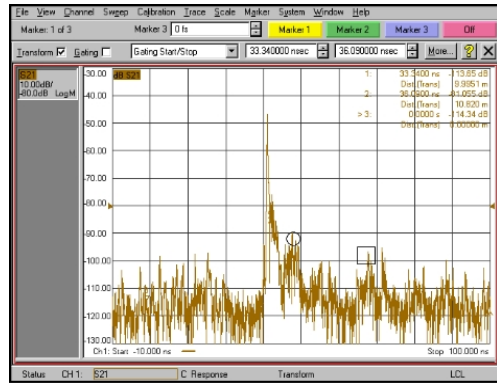 File View Channel Sweep Calibration Trace Scale Marker System Window Help
Marker: 1 of 3 Marker 3 0 fs Marker 1 Marker 2 Marker 3 Off
Transform Gating Gating Start/Stop 33.340000 nsec 36.090000 nsec More... ?
S21
10.00dB/
-80.0dB LogM
dB S21
-30.00
-40.00
-50.00
-60.00
-70.00
-80.00
-90.00
-100.00
-110.00
-120.00
-130.00
1: 33.3400 ns -113.65 dB
Dist.(Trans) 9.9951 m
2: 36.0900 ns -81.055 dB
Dist.(Trans) 10.820 m
> 3: 0.0000 s -114.34 dB
Dist.(Trans) 0.00000 m
Ch1: Start -10.000 ns
Stop 100.000 ns
Status CH 1: S21 C Response Transform LCL